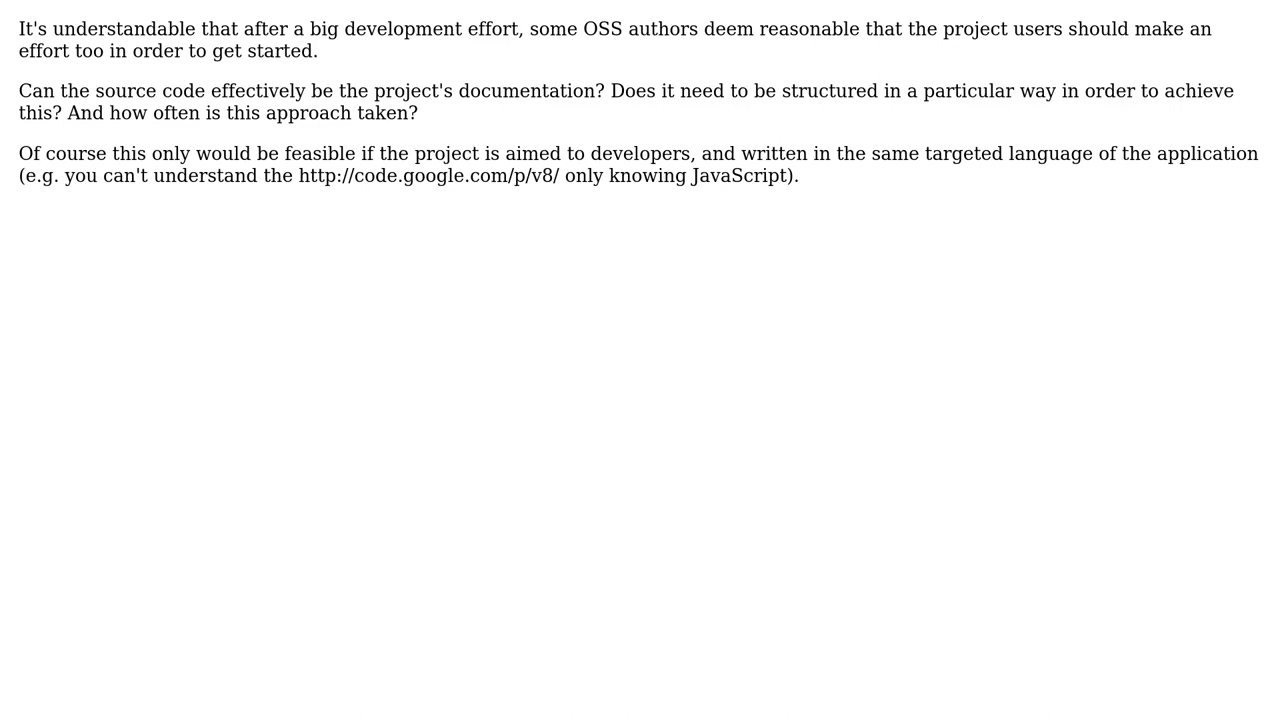 It's understandable that after a big development effort, some OSS authors deem reasonable that the project users should make an
effort too in order to get started.
Can the source code effectively be the project's documentation? Does it need to be structured in a particular way in order to achieve
this? And how often is this approach taken?
Of course this only would be feasible if the project is aimed to developers, and written in the same targeted language of the application
(e.g. you can't understand the http://code.google.com/p/v8/ only knowing JavaScript).